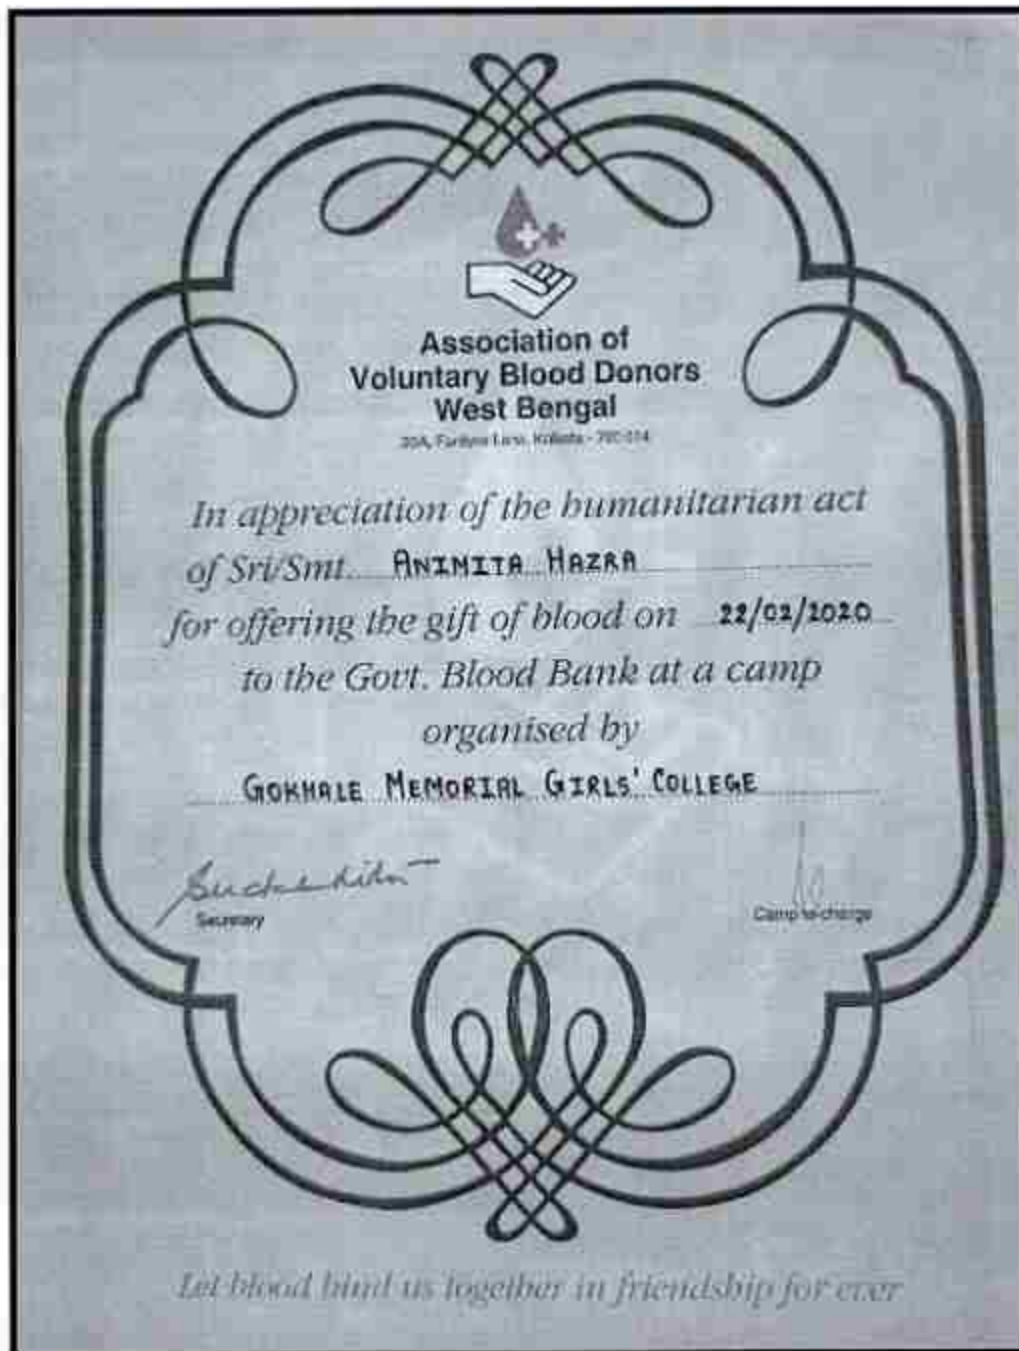 Association of
Voluntary Blood Donors
West Bengal
Kolkata -
In appreciation of the humanitarian act
of Sri/Smt. ANIMITA HAZRA
for offering the gift of blood on 22/02/2020
to the Govt. Blood Bank at a camp
organised by
GOKHALE MEMORIAL GIRLS' COLLEGE
Secretary
Camp in-charge
Let blood bind us together in friendship for ever